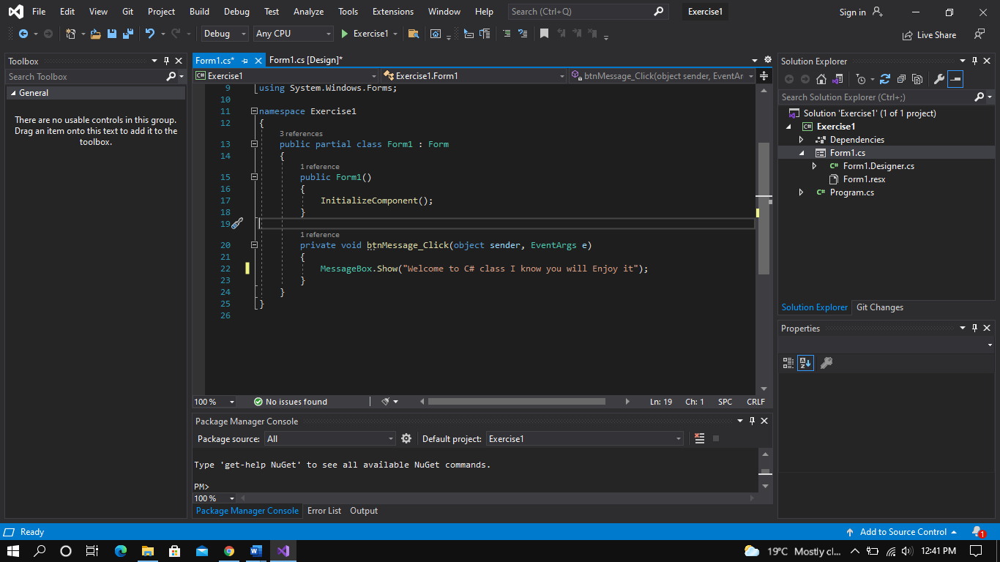 File Edit View Git Project Build Debug Test Analyze Tools Extensions Window Help Search (Ctrl+Q) Exercise1 Sign in
Debug Any CPU Exercise1 Live Share
Toolbox
Search Toolbox
General
There are no usable controls in this group.
Drag an item onto this text to add it to the
toolbox.
Form1.cs* Form1.cs [Design]*
Exercise1 Exercise1.Form1 btnMessage_Click(object sender, EventAr
9 using System.Windows.Forms;
10
11 namespace Exercise1
12 {
3 references
13 public partial class Form1 : Form
14 {
1 reference
15 public Form1()
16 {
17 InitializeComponent();
18 }
19
1 reference
20 private void btnMessage_Click(object sender, EventArgs e)
21 {
22 MessageBox.Show("Welcome to C# class I know you will Enjoy it");
23 }
24 }
25 }
26
100 % No issues found Ln: 19 Ch: 1 SPC CRLF
Package Manager Console
Package source: All Default project: Exercise1
Type 'get-help NuGet' to see all available NuGet commands.
PM>
100 %
Package Manager Console Error List Output
Solution Explorer
Search Solution Explorer (Ctrl+;)
Solution 'Exercise1' (1 of 1 project)
C# Exercise1
Dependencies
Form1.cs
C# Form1.Designer.cs
Form1.resx
C# Program.cs
Solution Explorer Git Changes
Properties
Ready Add to Source Control 1
19°C Mostly cl... 12:41 PM